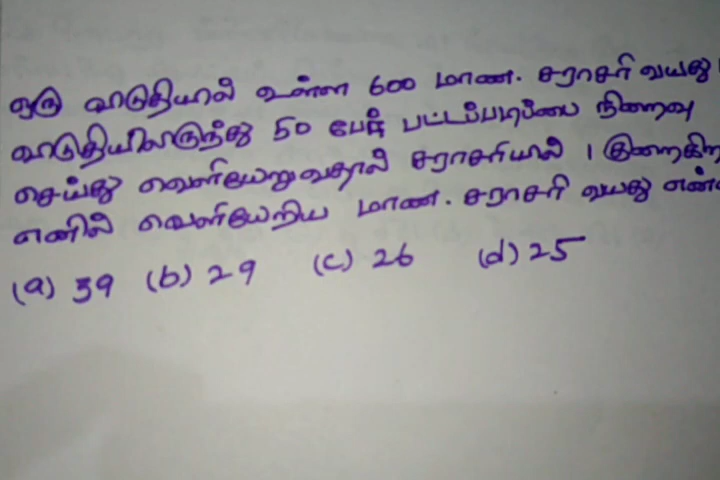 ஒரு விடுதியில் உள்ள 600 மாண. சராசரி வயது
விடுதியிலிருந்து 50 பேர் பட்டப்படிப்பை நிறைவு
செய்து வெளியேறுவதால் சராசரியில் 1 குறைகிற
எனில் வெளியேறிய மாண. சராசரி வயது என்
(a) 39 (b) 29 (c) 26 (d) 25